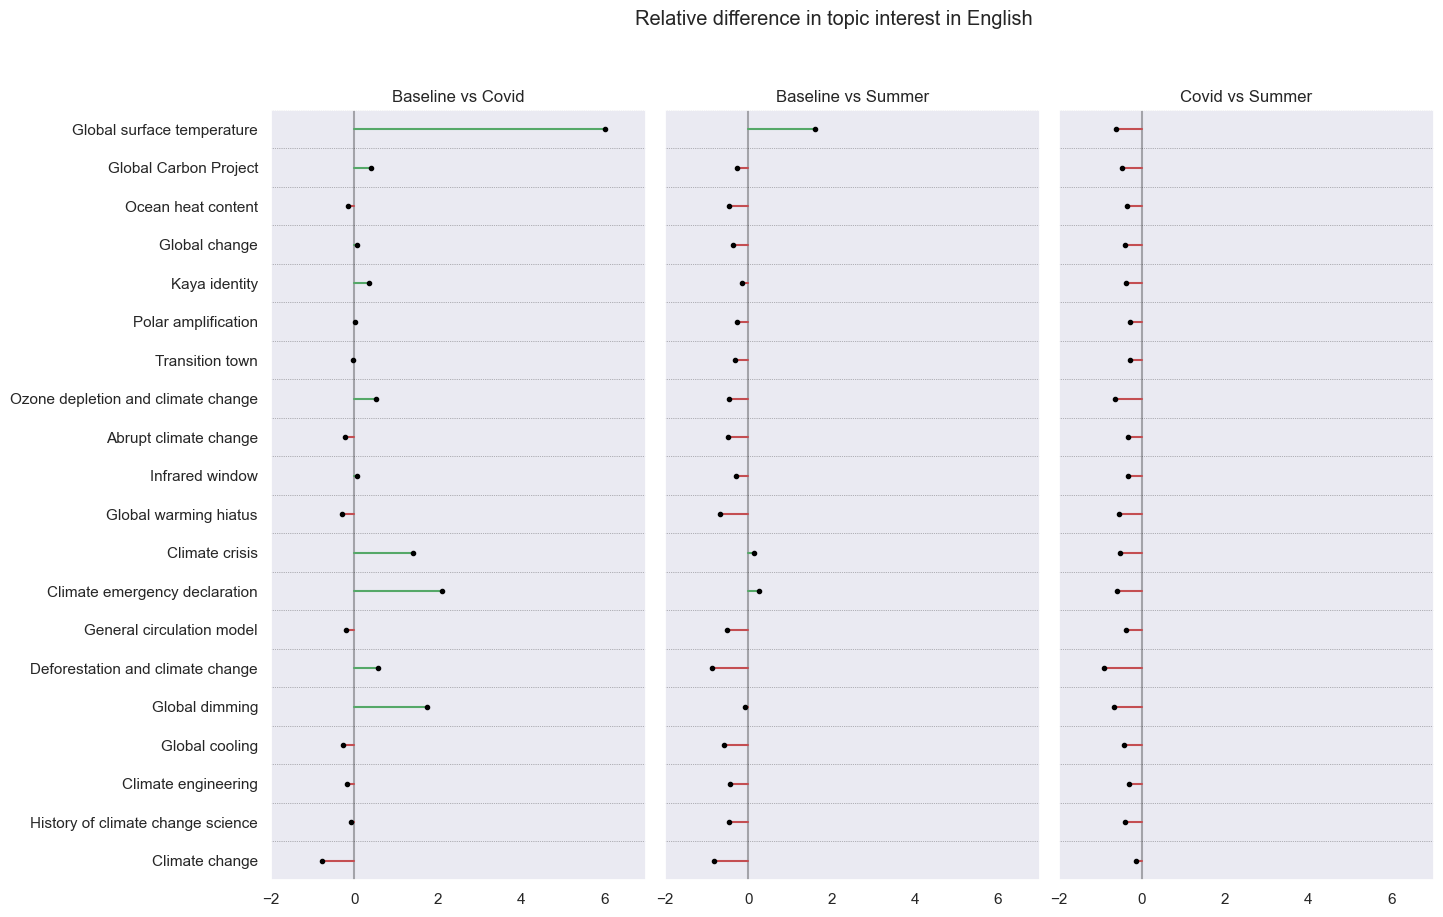 Relative difference in topic interest in English
Baseline vs Covid
Baseline vs Summer
Covid vs Summer
Global surface temperature
Global Carbon Project
Ocean heat content
Global change
Kaya identity
Polar amplification
Transition town
Ozone depletion and climate change
Abrupt climate change
Infrared window
Global warming hiatus
Climate crisis
Climate emergency declaration
General circulation model
Deforestation and climate change
Global dimming
Global cooling
Climate engineering
History of climate change science
Climate change
−2 0 2 4 6
−2 0 2 4 6
−2 0 2 4 6